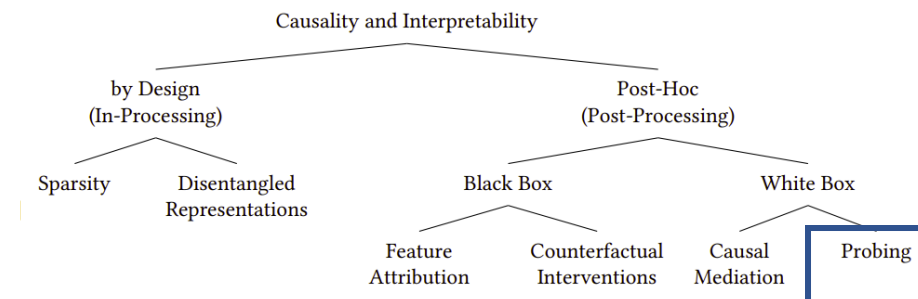 Causality and Interpretability
by Design
(In-Processing)
Post-Hoc
(Post-Processing)
Sparsity
Disentangled
Representations
Black Box
White Box
Feature
Attribution
Counterfactual
Interventions
Causal
Mediation
Probing